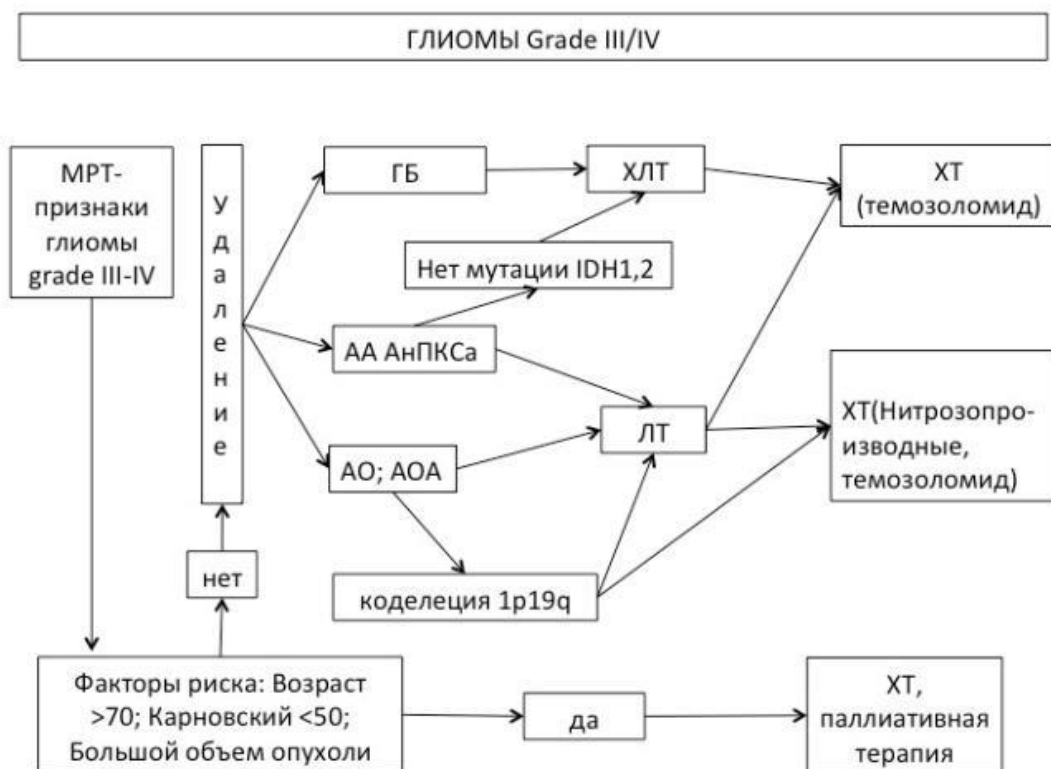 ГЛИОМЫ Grade III/IV
МРТ-
признаки
глиомы
grade III-IV
Удаление
ГБ
ХЛТ
ХТ
(темозоломид)
Нет мутации IDH1,2
АА АнПКСа
ЛТ
ХТ(Нитрозопро-
изводные,
темозоломид)
АО; АОА
нет
коделеция 1p19q
Факторы риска: Возраст
>70; Карновский <50;
Большой объем опухоли
да
ХТ,
паллиативная
терапия